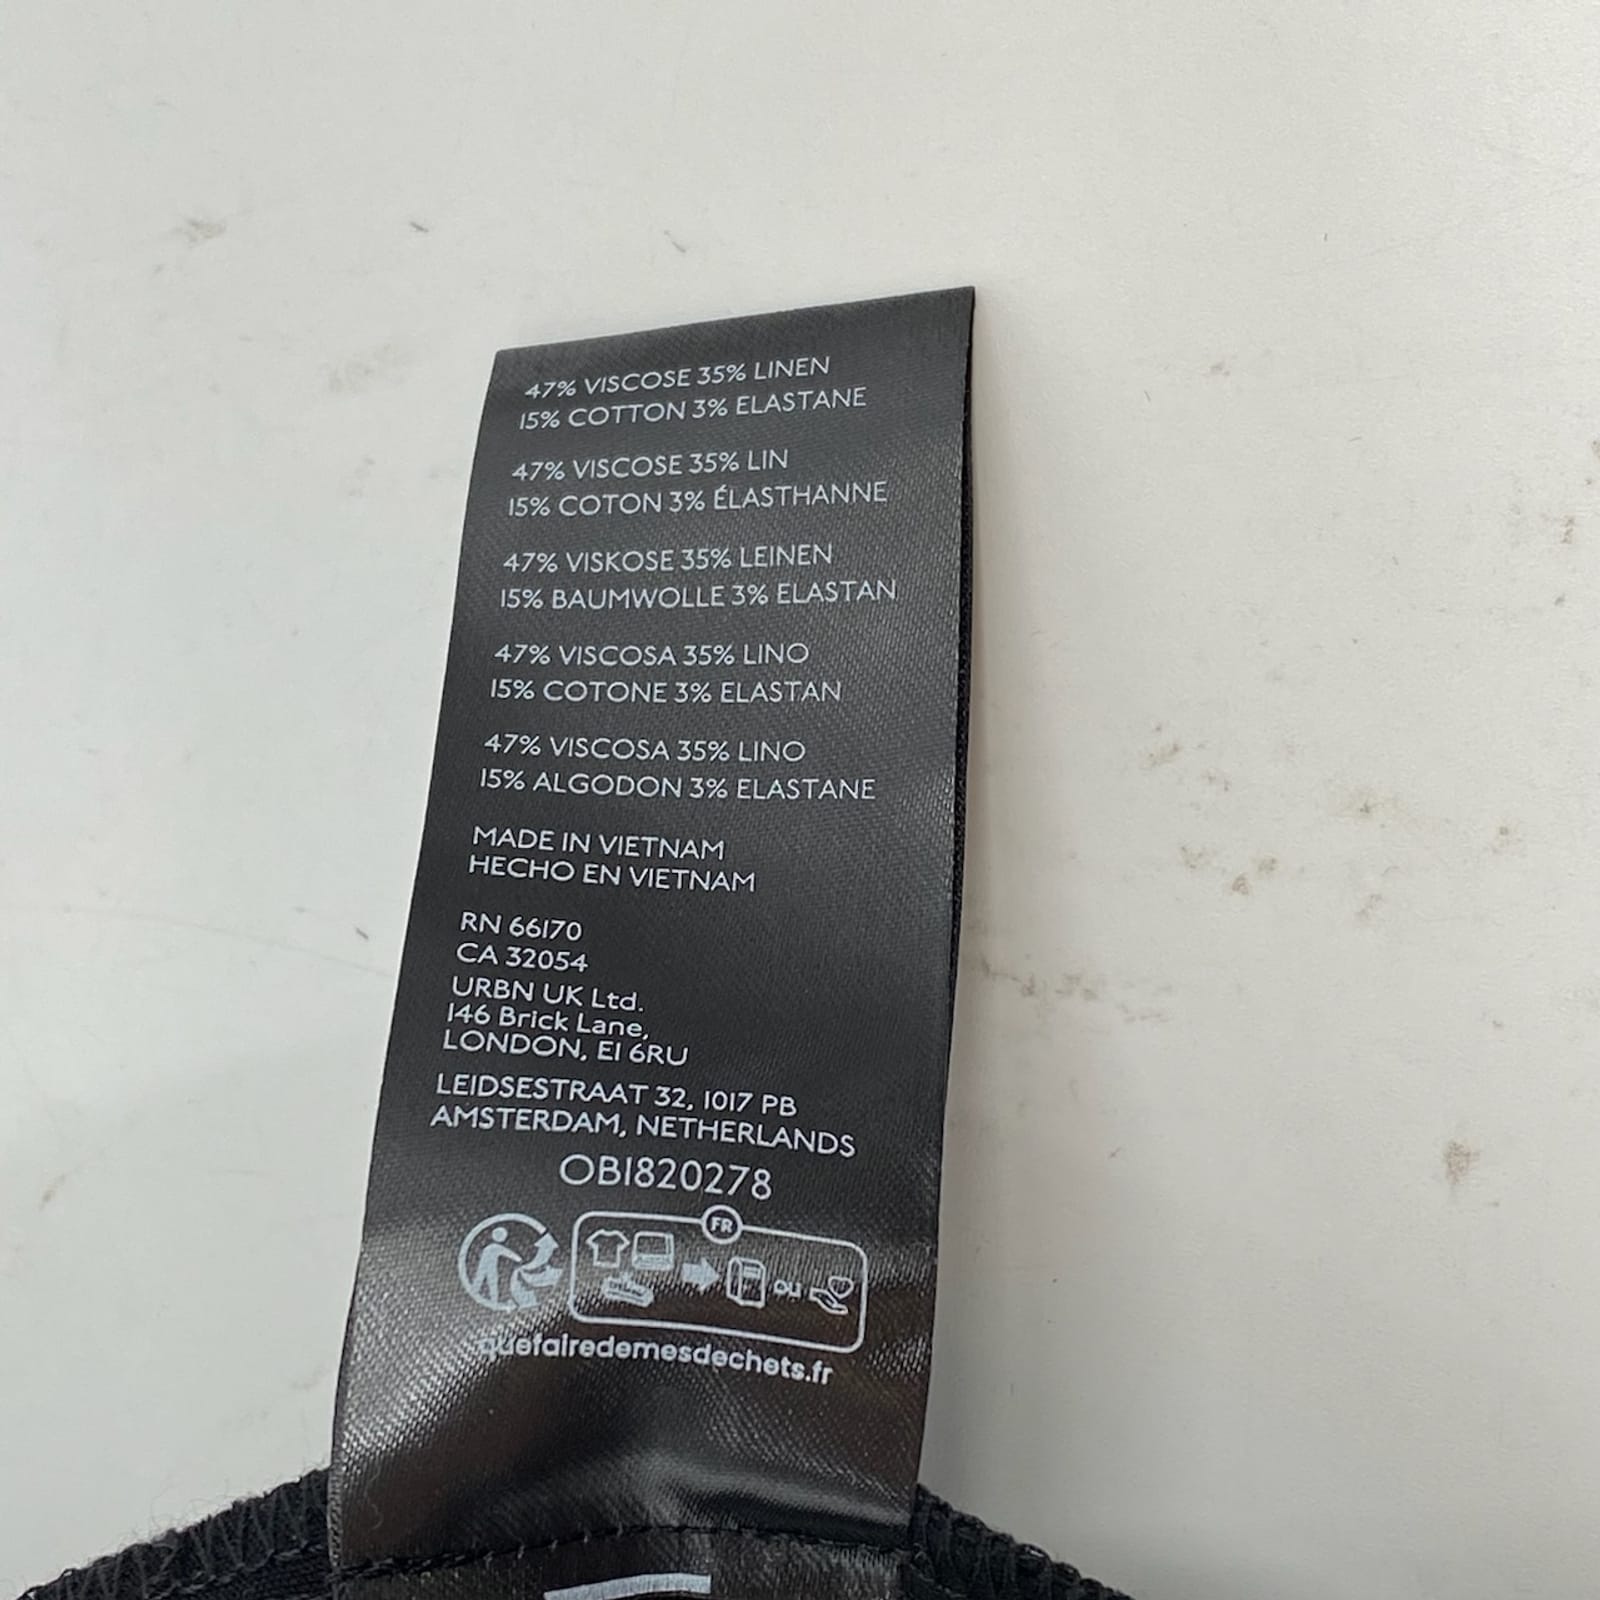 47% VISCOSE 35% LINEN
15% COTTON 3% ELASTANE
47% VISCOSE 35% LIN
15% COTON 3% ÉLASTHANNE
47% VISKOSE 35% LEINEN
15% BAUMWOLLE 3% ELASTAN
47% VISCOSA 35% LINO
15% COTONE 3% ELASTAN
47% VISCOSA 35% LINO
15% ALGODON 3% ELASTANE
MADE IN VIETNAM
HECHO EN VIETNAM
RN 66170
CA 32054
URBN UK Ltd.
146 Brick Lane,
LONDON, E1 6RU
LEIDSESTRAAT 32, 1017 PB
AMSTERDAM, NETHERLANDS
OB1820278
FR
ou
quefairedemesdechets.fr